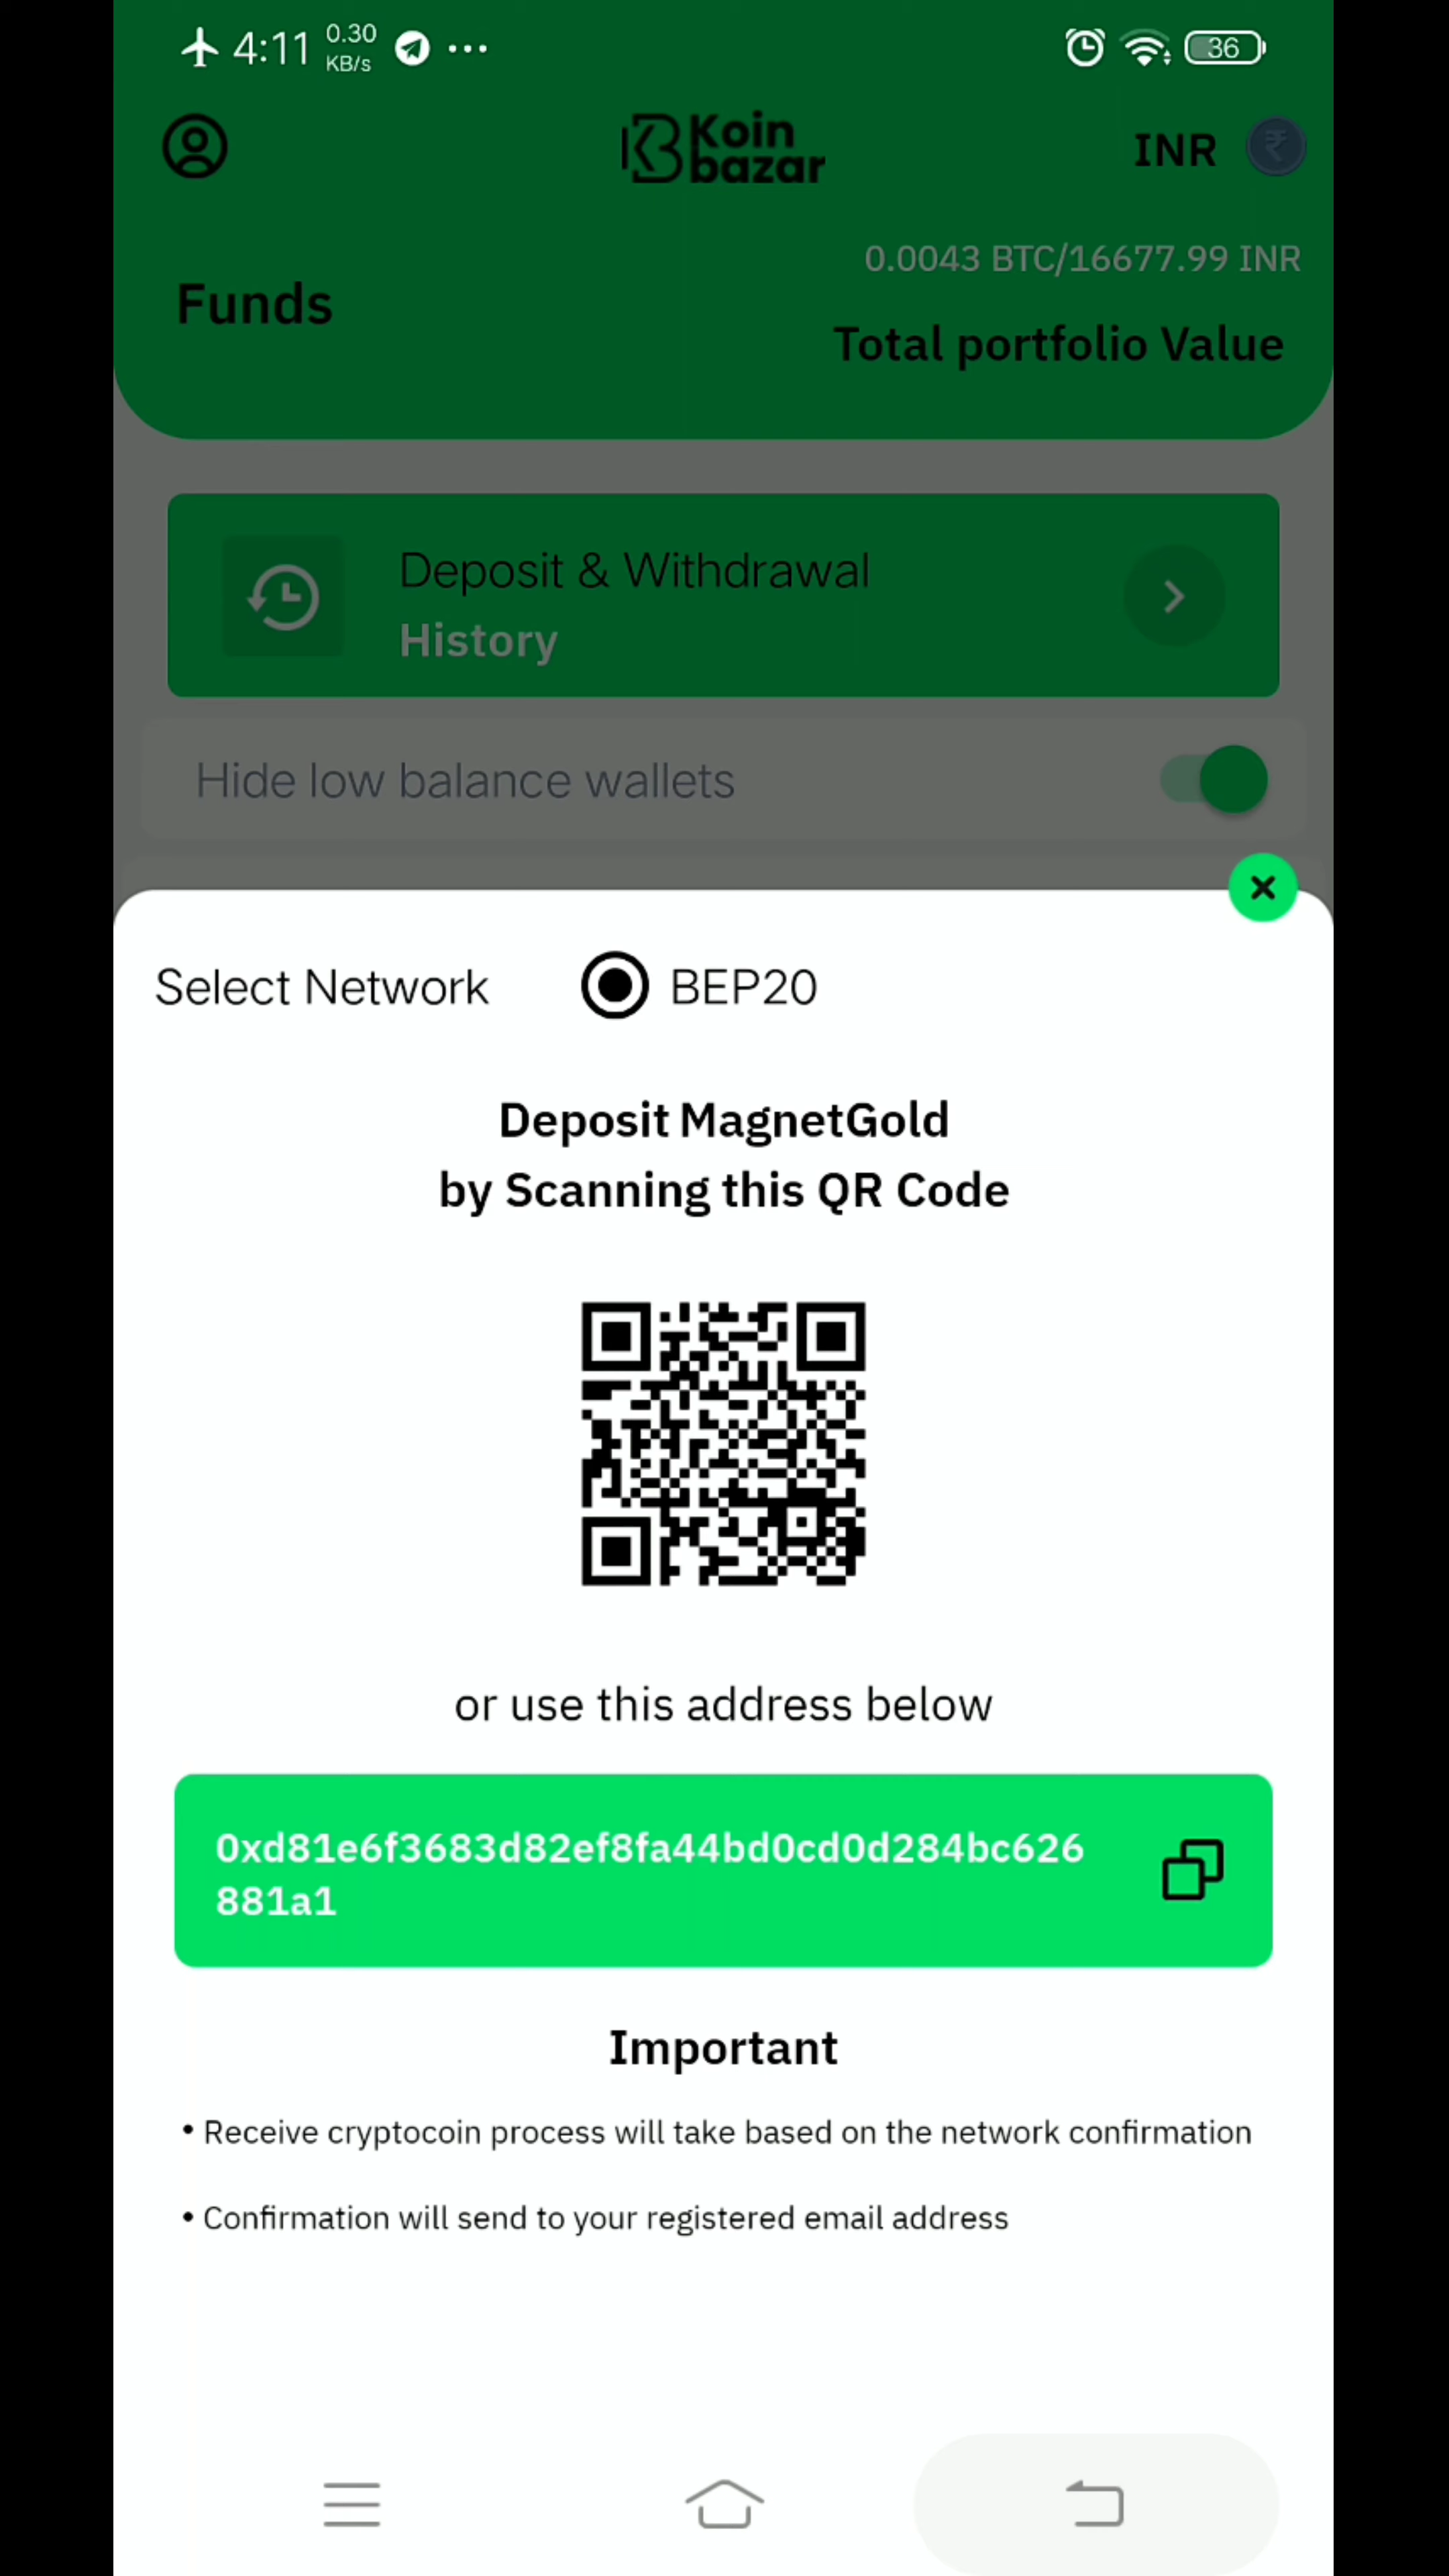 4:11 0.30 KB/s 36
Koin bazar
INR ₹
0.0043 BTC/16677.99 INR
Funds
Total portfolio Value
Deposit & Withdrawal
History
Hide low balance wallets
Select Network BEP20
Deposit MagnetGold
by Scanning this QR Code
or use this address below
0xd81e6f3683d82ef8fa44bd0cd0d284bc626
881a1
Important
• Receive cryptocoin process will take based on the network confirmation
• Confirmation will send to your registered email address